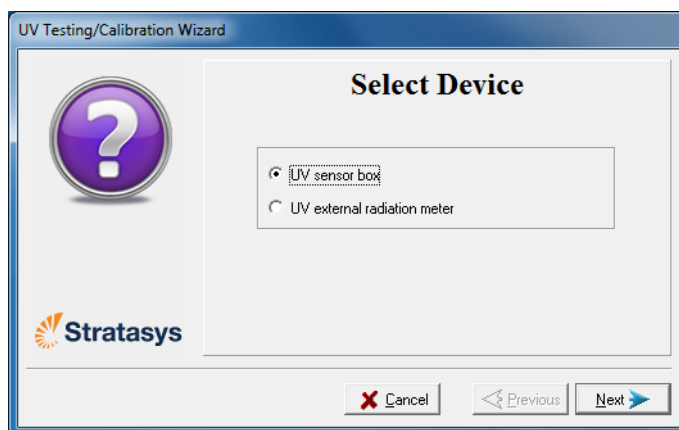 UV Testing/Calibration Wizard
Select Device
UV sensor box
UV external radiation meter
Stratasys
Cancel
Previous
Next